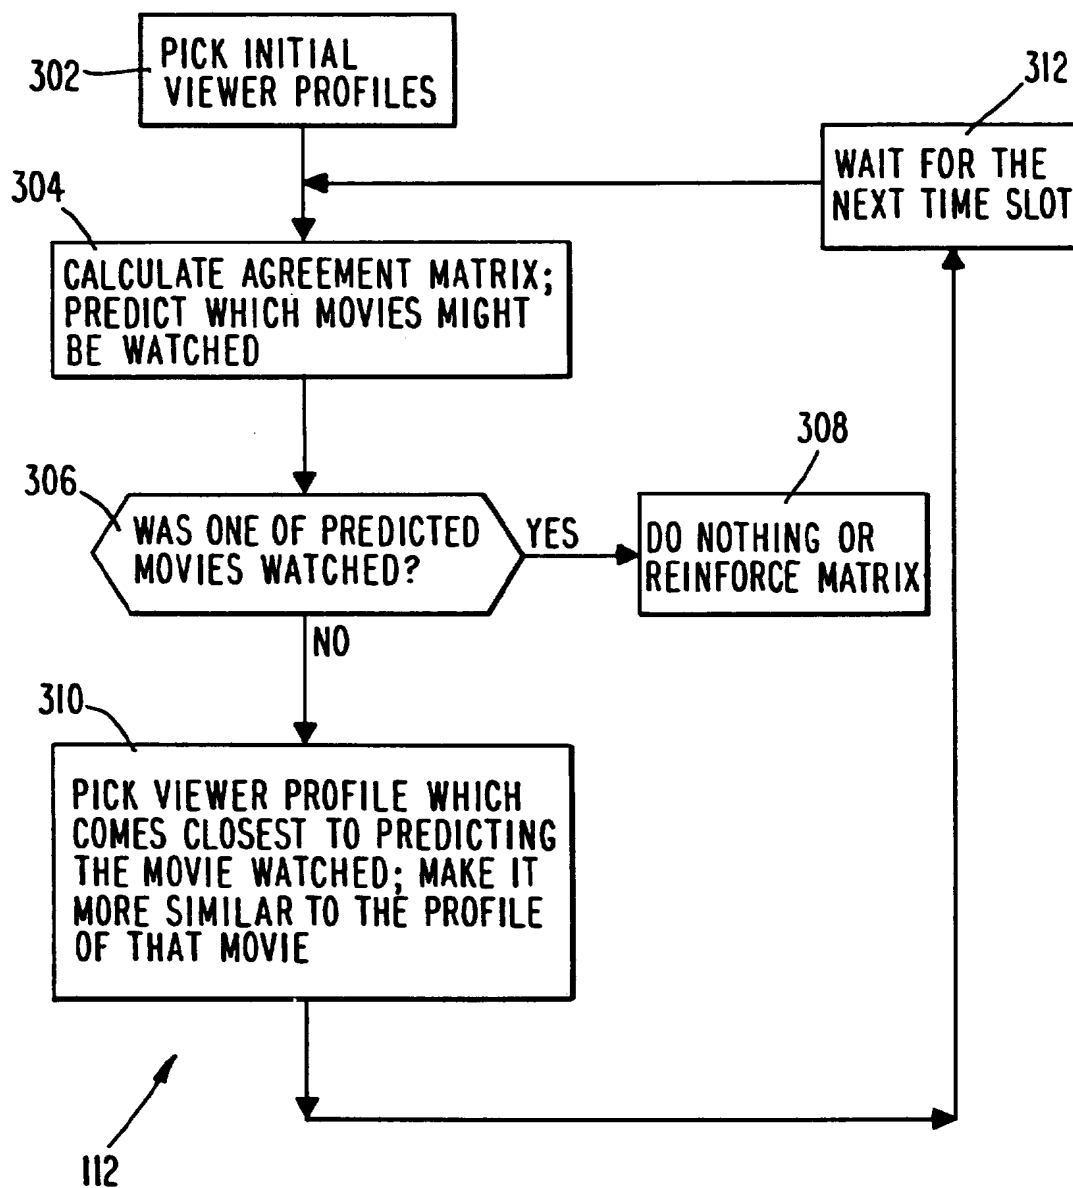 302
PICK INITIAL
VIEWER PROFILES
312
WAIT FOR THE
NEXT TIME SLOT
304
CALCULATE AGREEMENT MATRIX;
PREDICT WHICH MOVIES MIGHT
BE WATCHED
306
WAS ONE OF PREDICTED
MOVIES WATCHED?
YES
308
DO NOTHING OR
REINFORCE MATRIX
NO
310
PICK VIEWER PROFILE WHICH
COMES CLOSEST TO PREDICTING
THE MOVIE WATCHED; MAKE IT
MORE SIMILAR TO THE PROFILE
OF THAT MOVIE
112